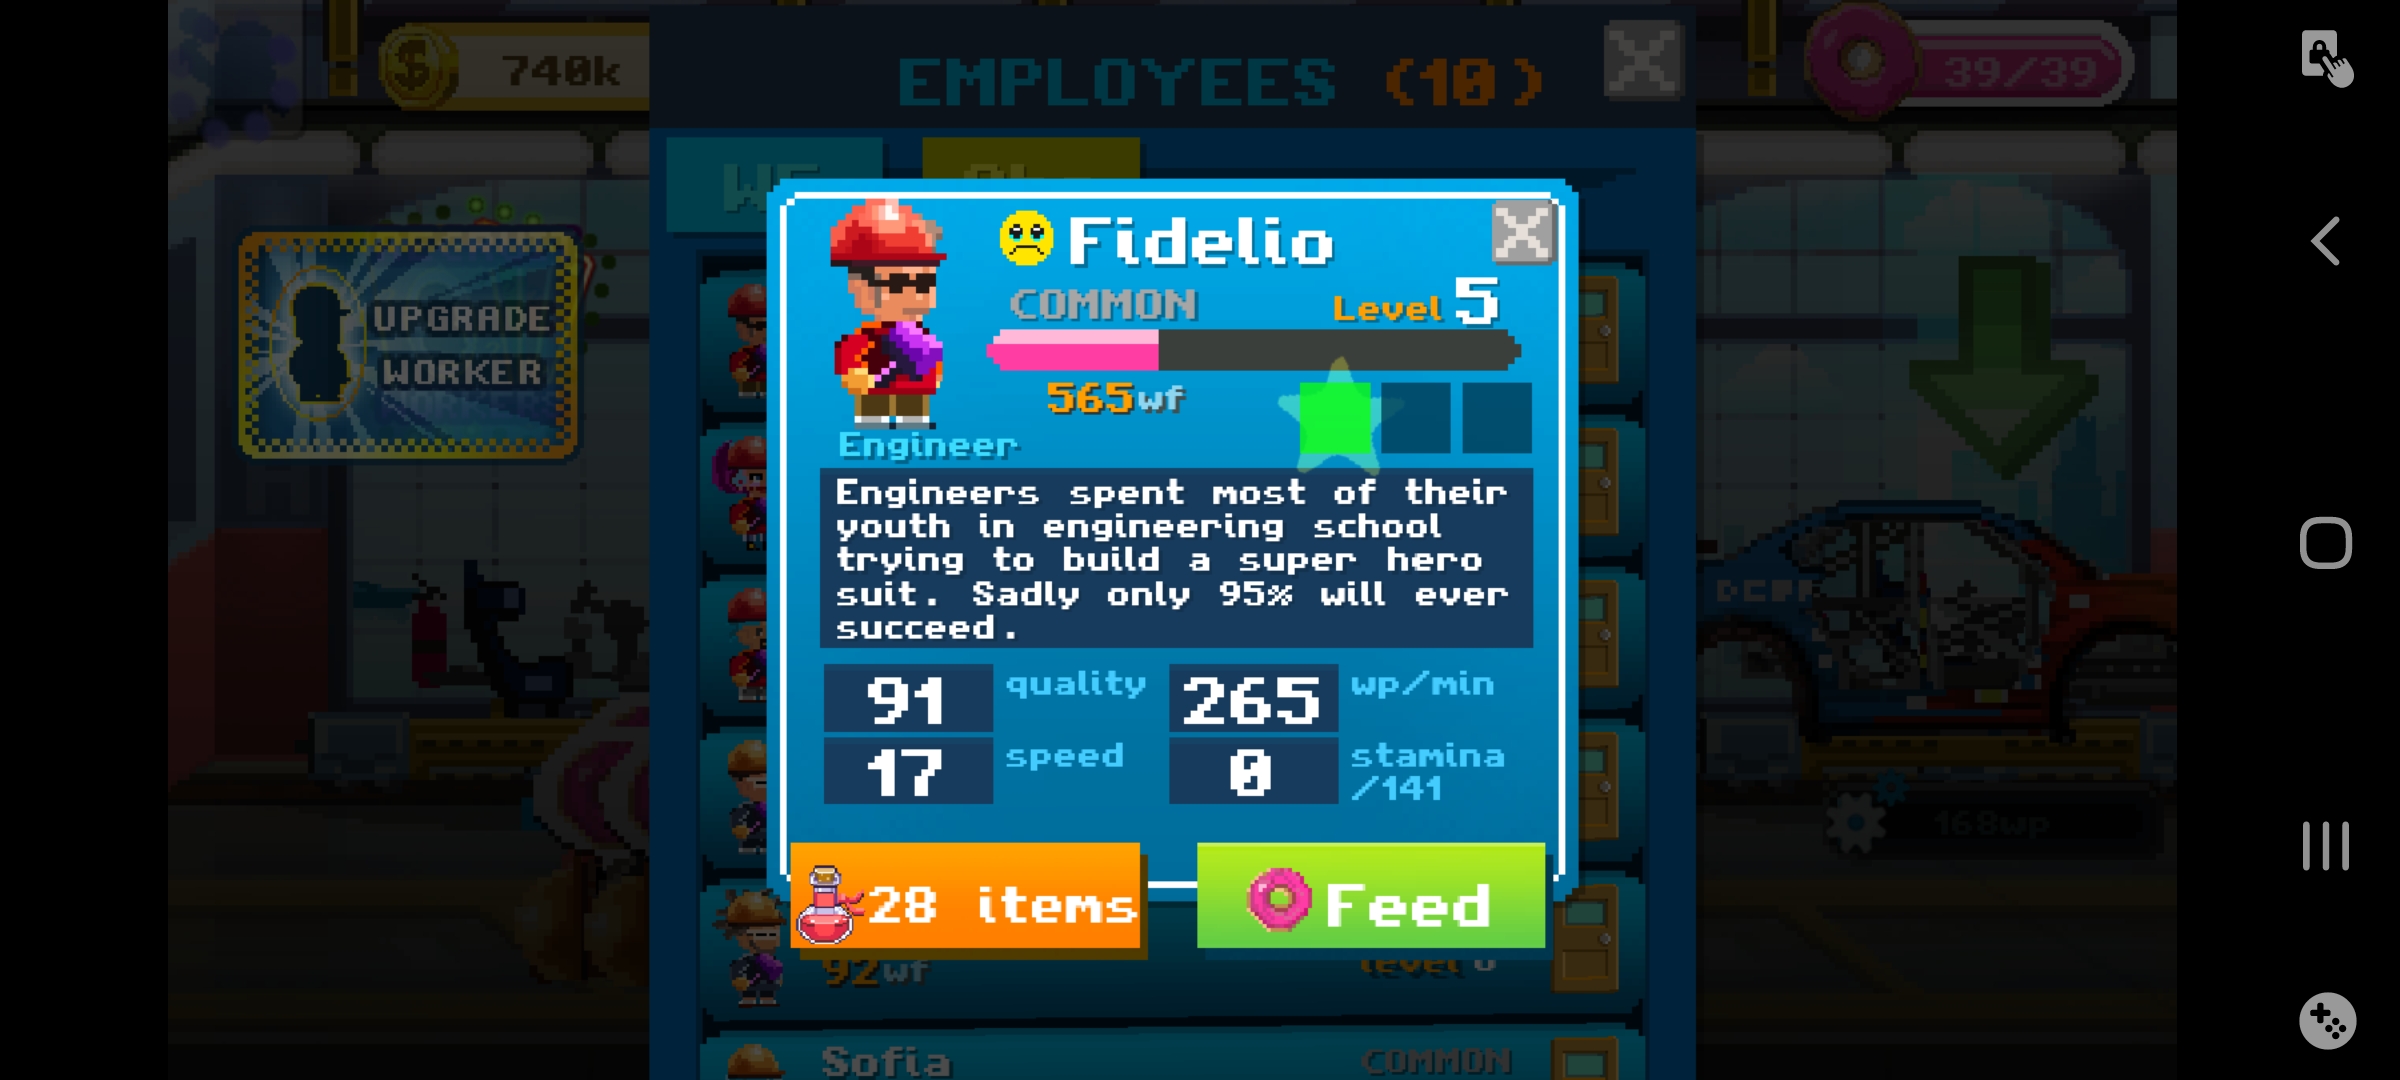 740k
EMPLOYEES (10)
39/39
Fidelio
COMMON
Level 5
UPGRADE
WORKER
565wf
Engineer
Engineers spent most of their
youth in engineering school
trying to build a super hero
suit. Sadly only 95% will ever
succeed.
91 quality
265 wp/min
17 speed
0 stamina
/141
168wp
28 items
Feed
92wf
level
Sofia
COMMON